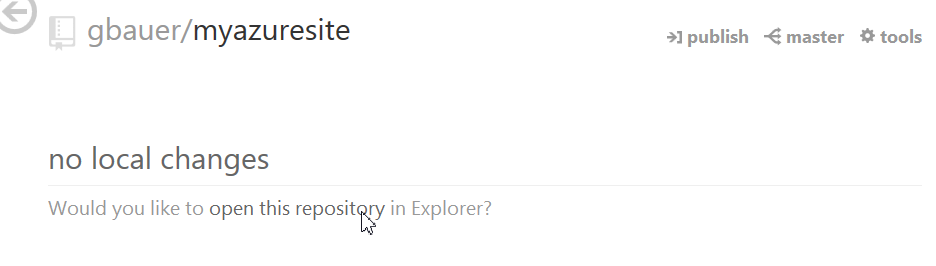 gbauer/myazuresite
publish master tools
no local changes
Would you like to open this repository in Explorer?